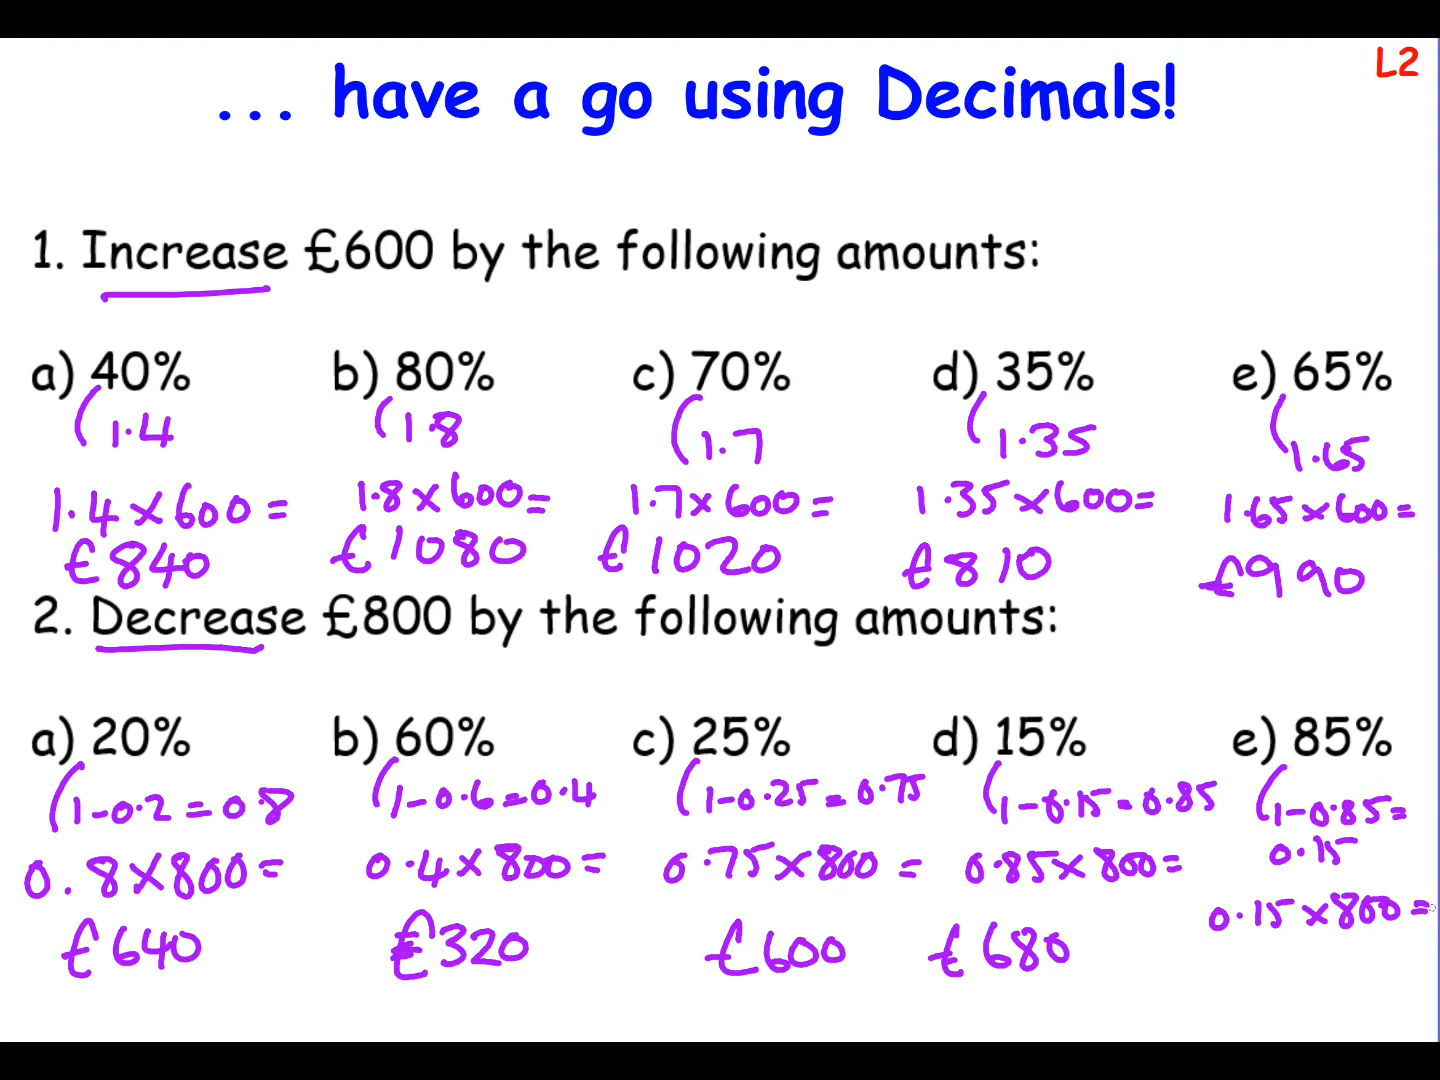 L2
... have a go using Decimals!
1. Increase £600 by the following amounts:
a) 40% b) 80% c) 70% d) 35% e) 65%
1.4 1.8 1.7 1.35 1.65
1.4 × 600 = 1.8 × 600 = 1.7 × 600 = 1.35 × 600 = 1.65 × 600 =
£840 £1080 £1020 £810 £990
2. Decrease £800 by the following amounts:
a) 20% b) 60% c) 25% d) 15% e) 85%
1-0.2 = 0.8 1-0.6 = 0.4 1-0.25 = 0.75 1-0.15 = 0.85 1-0.85 =
0.15
0.8 × 800 = 0.4 × 800 = 0.75 × 800 = 0.85 × 800 = 0.15 × 800 =
£640 £320 £600 £680